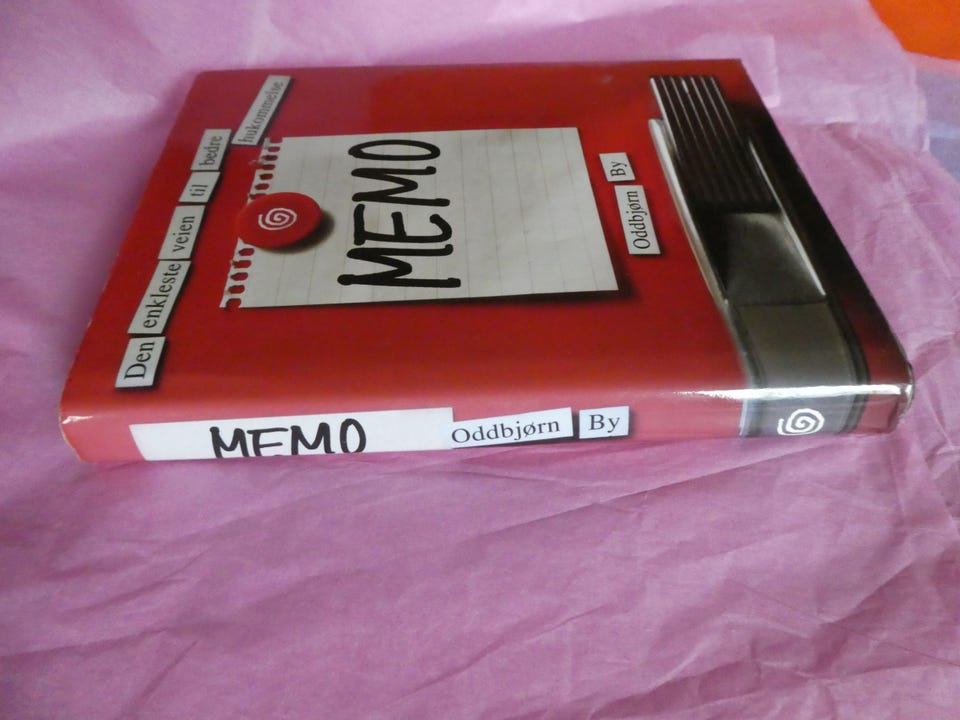 Den enkleste veien til bedre hukommelse
MEMO
Oddbjørn By
MEMO
Oddbjørn By